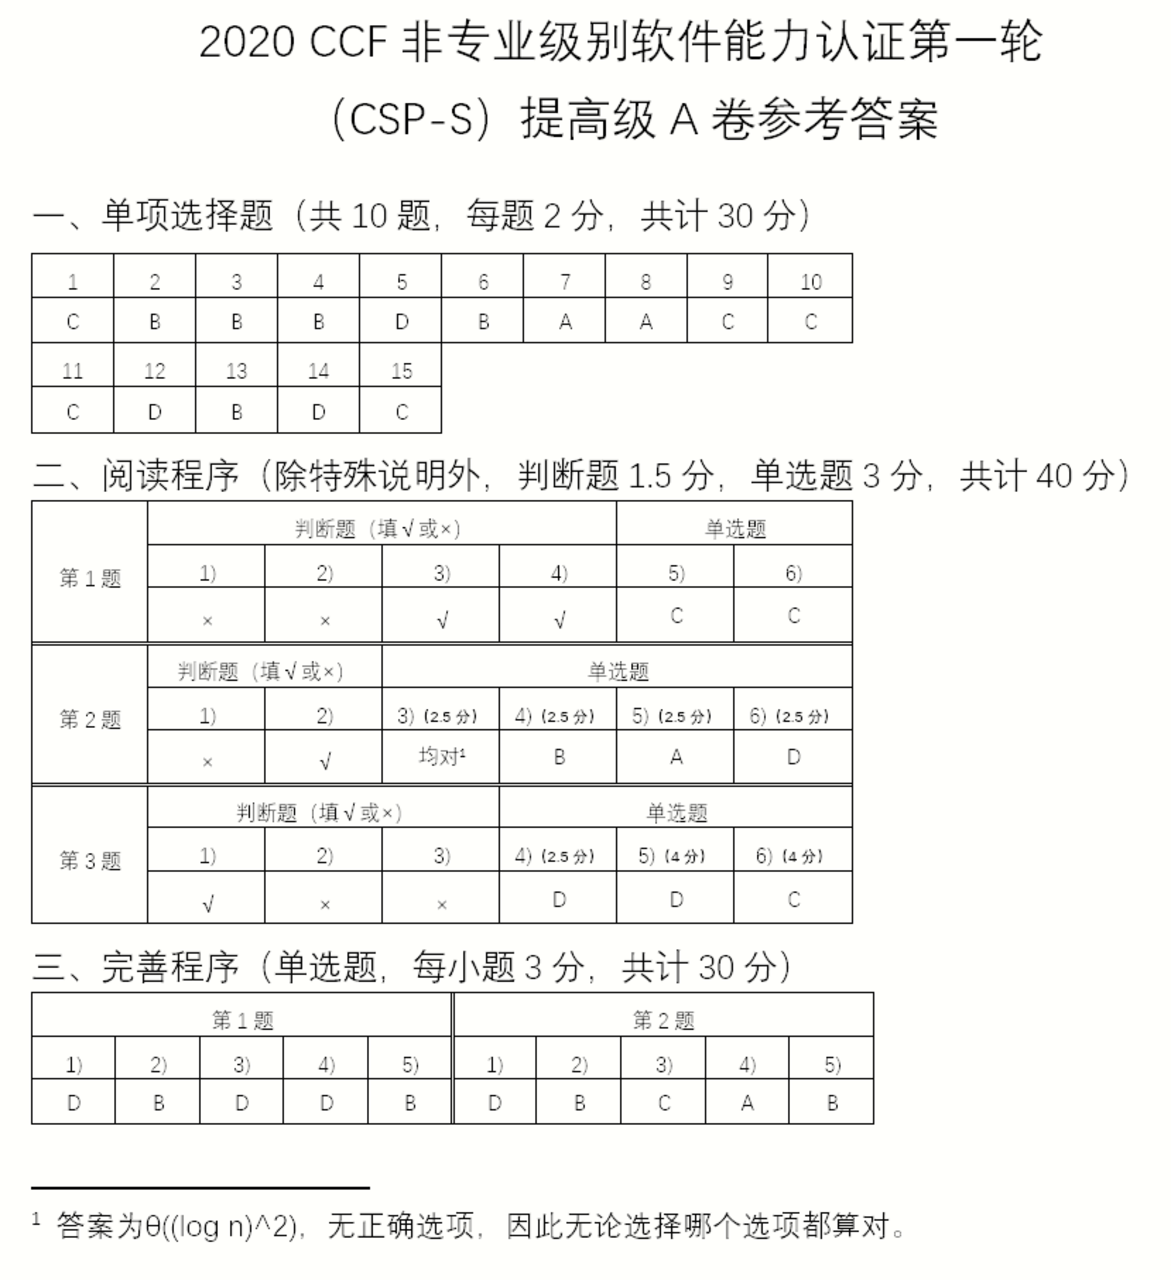 2020 CCF 非专业级别软件能力认证第一轮
（CSP-S）提高级 A 卷参考答案
一、单项选择题（共 10 题，每题 2 分，共计 30 分）
1 2 3 4 5 6 7 8 9 10
C B B B D B A A C C
11 12 13 14 15
C D B D C
二、阅读程序（除特殊说明外，判断题 1.5 分，单选题 3 分，共计 40 分）
第 1 题
判断题（填√或×） 单选题
1) 2) 3) 4) 5) 6)
× × √ √ C C
第 2 题
判断题（填√或×） 单选题
1) 2) 3)（2.5 分） 4)（2.5 分） 5)（2.5 分） 6)（2.5 分）
× √ 均对¹ B A D
第 3 题
判断题（填√或×） 单选题
1) 2) 3) 4)（2.5 分） 5)（4 分） 6)（4 分）
√ × × D D C
三、完善程序（单选题，每小题 3 分，共计 30 分）
第 1 题 第 2 题
1) 2) 3) 4) 5) 1) 2) 3) 4) 5)
D B D D B D B C A B
¹ 答案为θ((log n)^2)，无正确选项，因此无论选择哪个选项都算对。